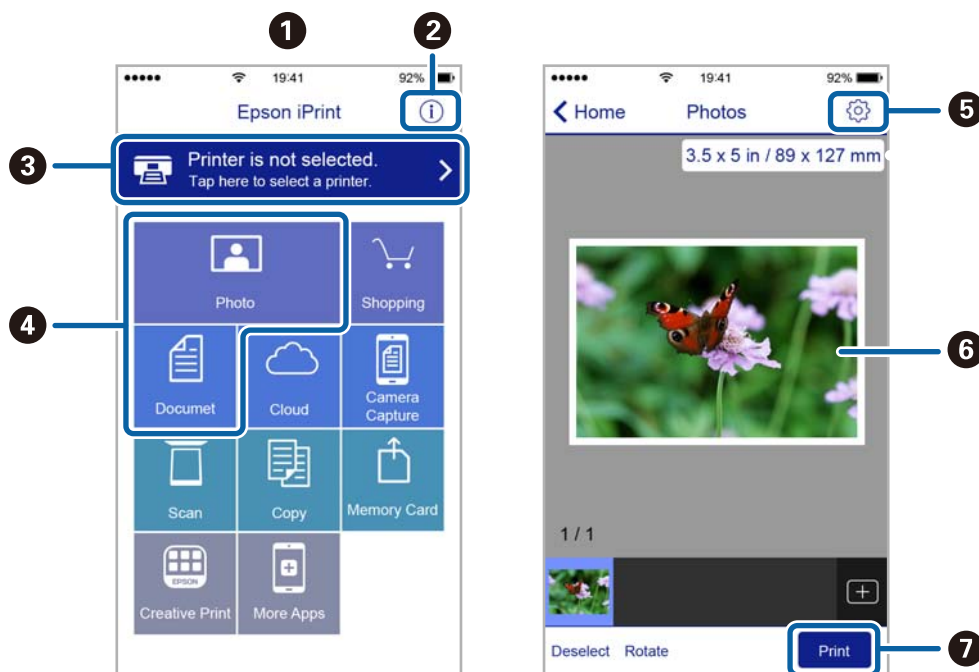 1
2
19:41
92%
Epson iPrint
3
Printer is not selected.
Tap here to select a printer.
4
Photo
Shopping
Documet
Cloud
Camera
Capture
Scan
Copy
Memory Card
EPSON
Creative Print
More Apps
19:41
92%
Home
Photos
5
3.5 x 5 in / 89 x 127 mm
6
1 / 1
Deselect
Rotate
Print
7